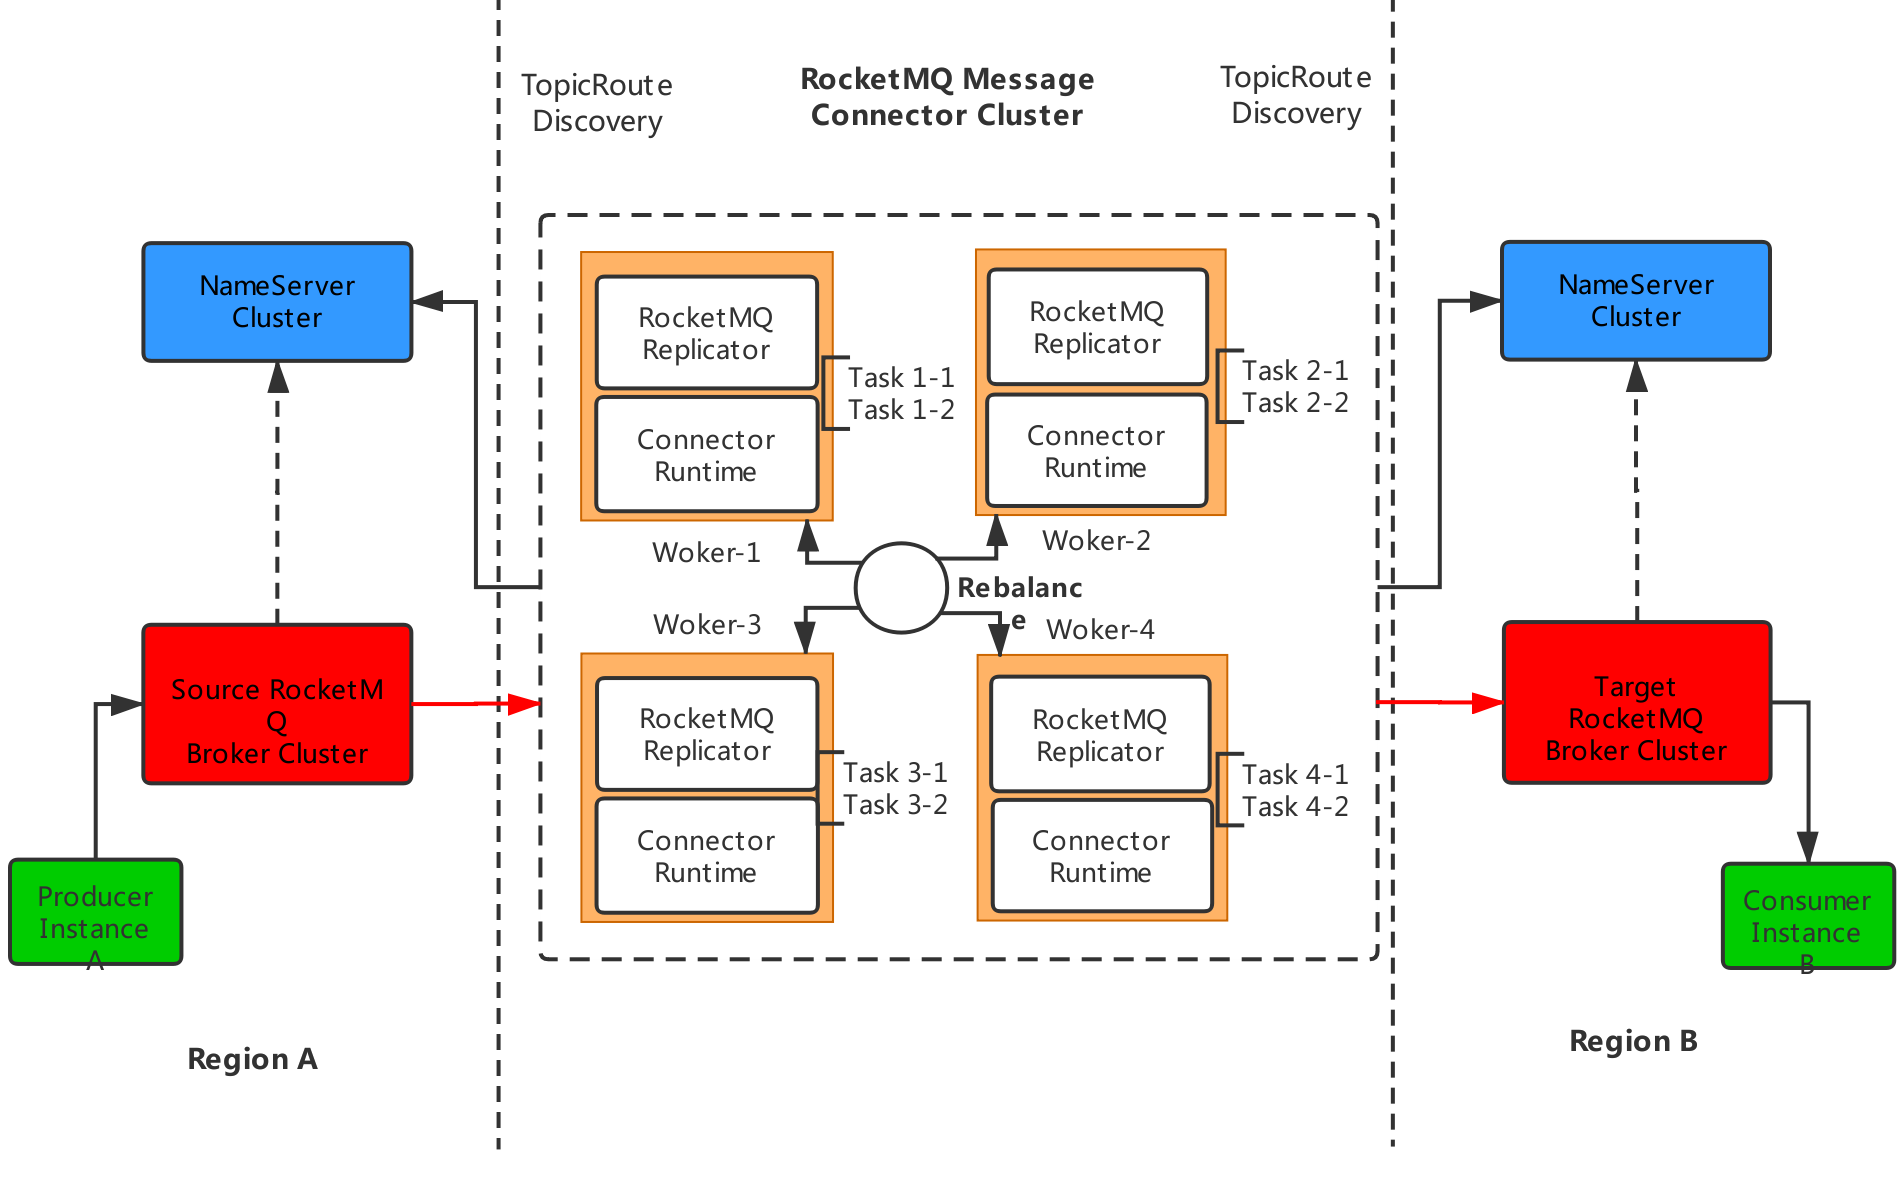 TopicRoute
Discovery
RocketMQ Message
Connector Cluster
TopicRoute
Discovery
NameServer
Cluster
Source RocketM
Q
Broker Cluster
Producer
Instance
A
Region A
RocketMQ
Replicator
Connector
Runtime
Task 1-1
Task 1-2
Woker-1
RocketMQ
Replicator
Connector
Runtime
Task 2-1
Task 2-2
Woker-2
Rebalanc
e
Woker-3
RocketMQ
Replicator
Connector
Runtime
Task 3-1
Task 3-2
Woker-4
RocketMQ
Replicator
Connector
Runtime
Task 4-1
Task 4-2
NameServer
Cluster
Target
RocketMQ
Broker Cluster
Consumer
Instance
B
Region B